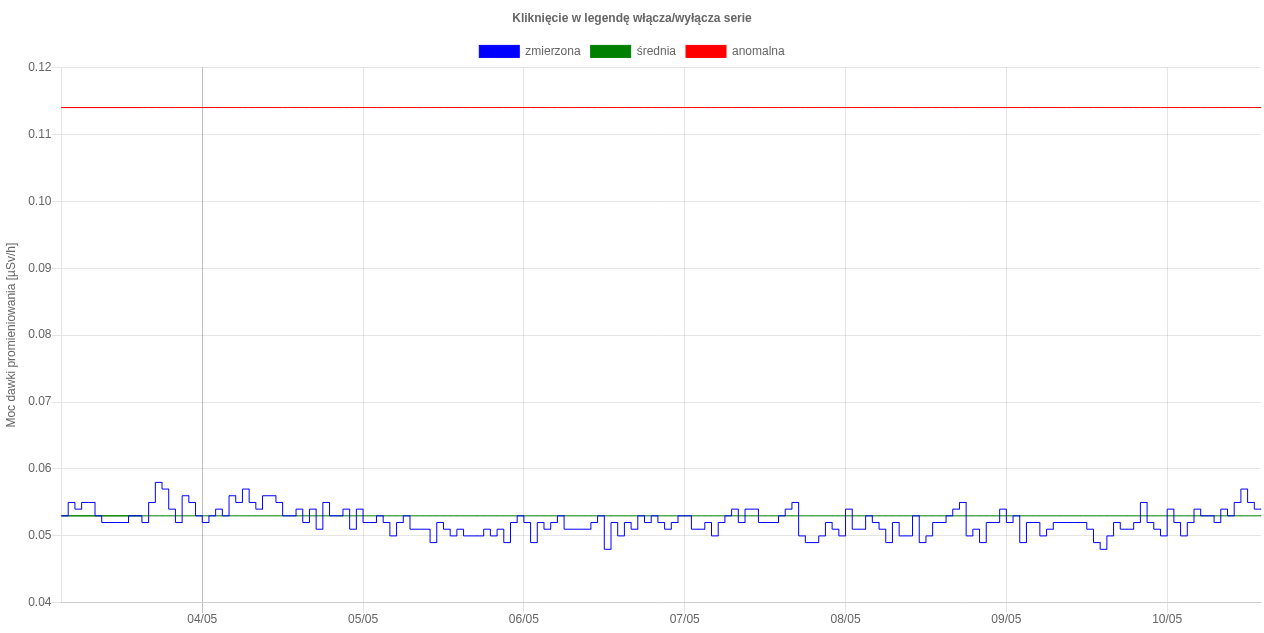 Kliknięcie w legendę włącza/wyłącza serie
zmierzona średnia anomalna
Moc dawki promieniowania [µSv/h]
0.12
0.11
0.10
0.09
0.08
0.07
0.06
0.05
0.04
04/05 05/05 06/05 07/05 08/05 09/05 10/05